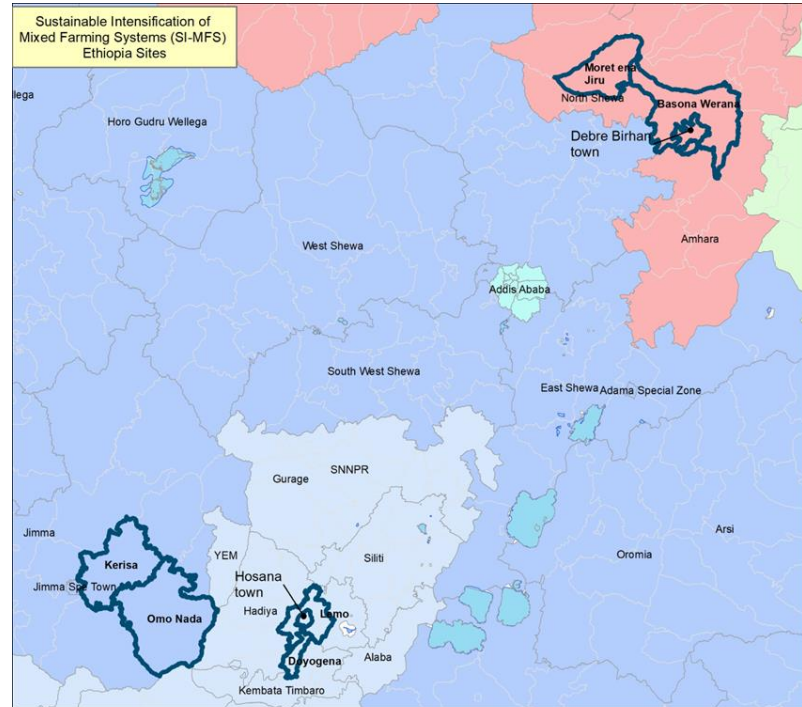 Sustainable Intensification of
Mixed Farming Systems (SI-MFS)
Ethiopia Sites
llega
Horo Gudru Wellega
Moret ena
Jiru
North Shewa
Basona Werana
Debre Birhan
town
West Shewa
Amhara
Addis Ababa
South West Shewa
East Shewa
Adama Special Zone
SNNPR
Gurage
Jimma
YEM
Siliti
Arsi
Oromia
Kerisa
Jimma Spe Town
Hosana
town
Omo Nada
Hadiya
Lemo
Doyogena
Alaba
Kembata Timbaro